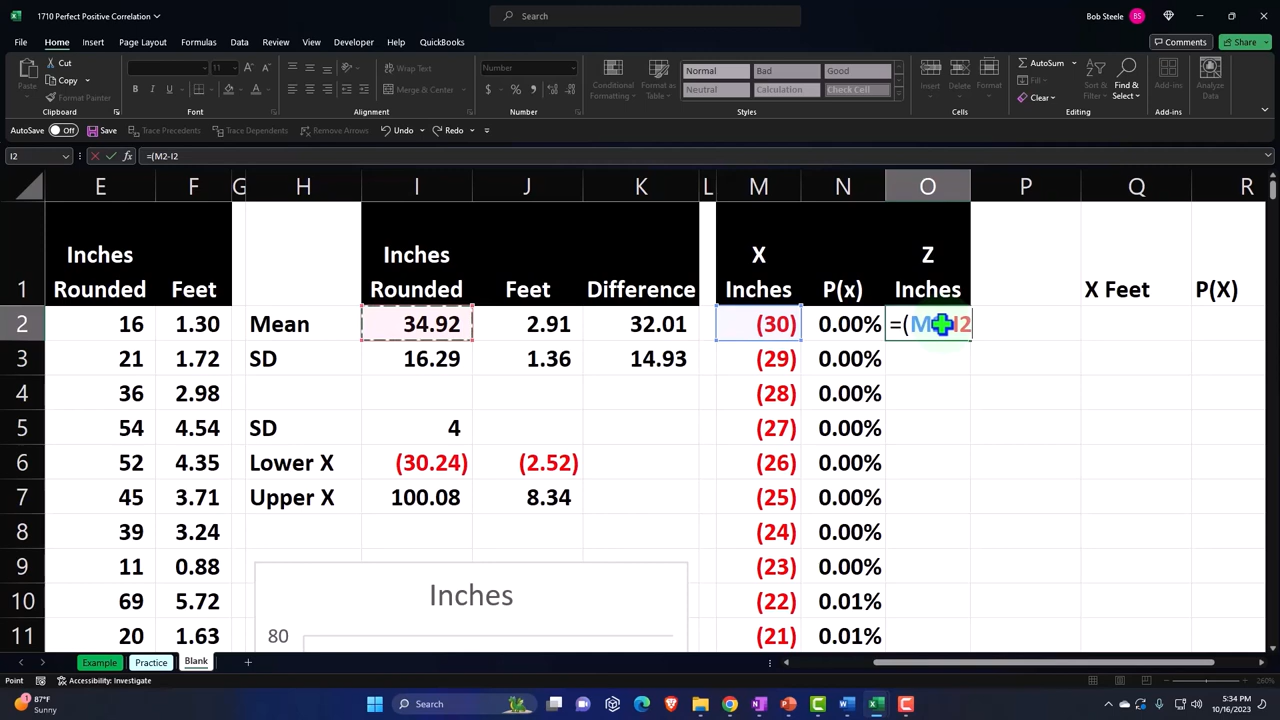 1710 Perfect Positive Correlation
Search
Bob Steele
BS
File Home Insert Page Layout Formulas Data Review View Developer Help QuickBooks
Comments
Share
Paste
Cut
Copy
Format Painter
Clipboard
11
Font
Wrap Text
Merge & Center
Alignment
Number
Number
Conditional Formatting
Format as Table
Normal Bad Good
Neutral Calculation Check Cell
Styles
Insert Delete Format
Cells
AutoSum
Fill
Clear
Sort & Filter
Find & Select
Editing
Add-ins
Add-ins
Analyze Data
AutoSave Off Save Trace Precedents Trace Dependents Remove Arrows Undo Redo
I2 fx =(M2-I2
E F G H I J K L M N O P Q R
Inches Inches X Z
1 Rounded Feet Rounded Feet Difference Inches P(x) Inches X Feet P(X)
2 16 1.30 Mean 34.92 2.91 32.01 (30) 0.00% =(M I2
3 21 1.72 SD 16.29 1.36 14.93 (29) 0.00%
4 36 2.98 (28) 0.00%
5 54 4.54 SD 4 (27) 0.00%
6 52 4.35 Lower X (30.24) (2.52) (26) 0.00%
7 45 3.71 Upper X 100.08 8.34 (25) 0.00%
8 39 3.24 (24) 0.00%
9 11 0.88 (23) 0.00%
Inches
10 69 5.72 (22) 0.01%
11 20 1.63 80 (21) 0.01%
Example Practice Blank
Point Accessibility: Investigate
260%
87°F
Sunny
Search
5:34 PM
10/16/2023